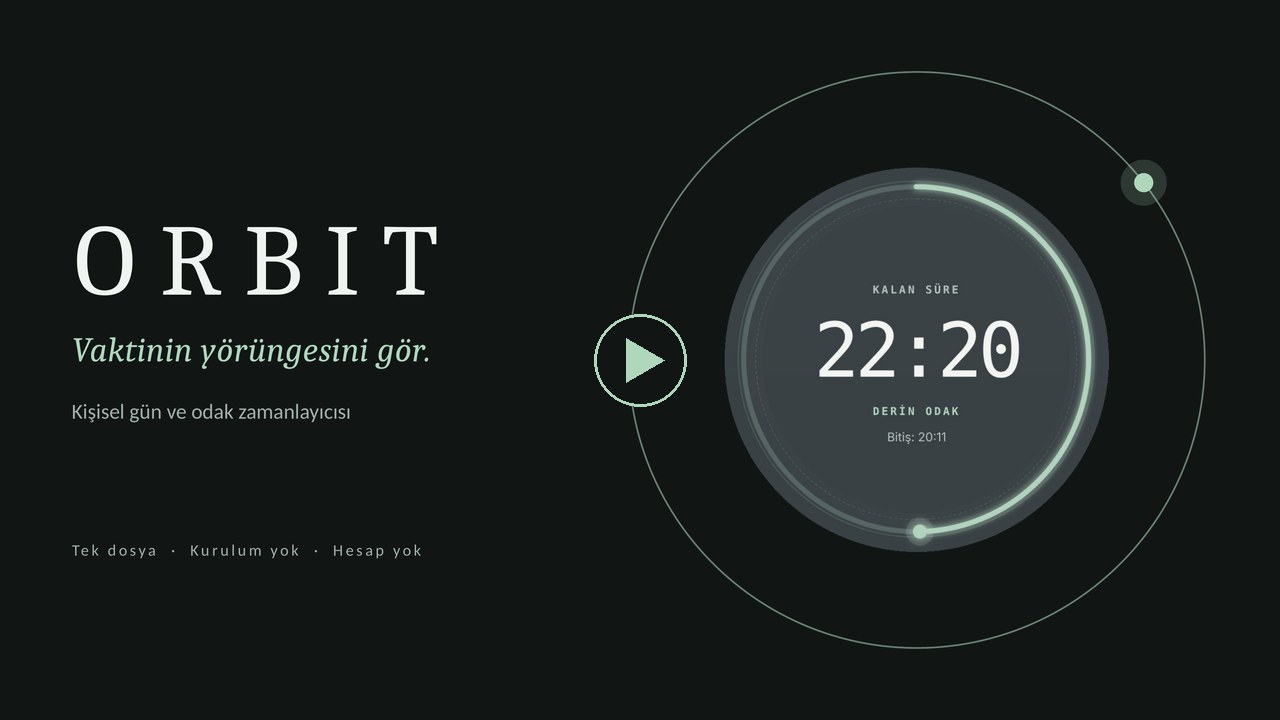 ORBIT
Vaktinin yörüngesini gör.
Kişisel gün ve odak zamanlayıcısı
Tek dosya · Kurulum yok · Hesap yok
KALAN SÜRE
22:20
DERİN ODAK
Bitiş: 20:11